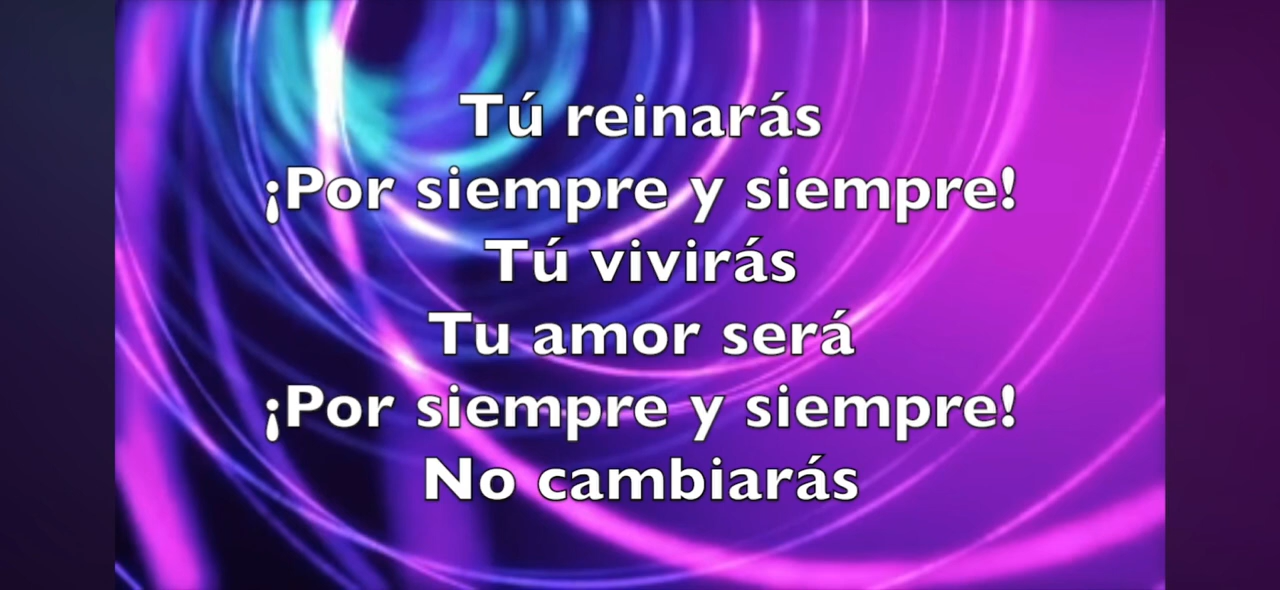 Tú reinarás
¡Por siempre y siempre!
Tú vivirás
Tu amor será
¡Por siempre y siempre!
No cambiarás